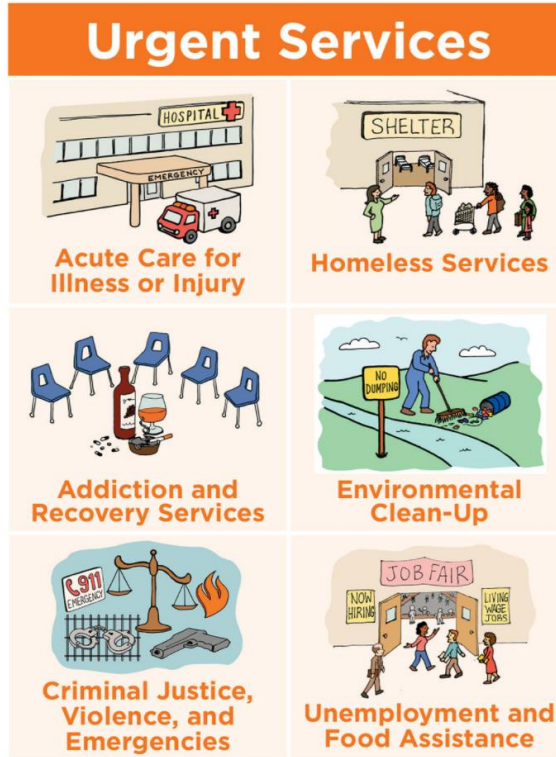 Urgent Services
HOSPITAL
EMERGENCY
Acute Care for
Illness or Injury
SHELTER
Homeless Services
Addiction and
Recovery Services
NO
DUMPING
Environmental
Clean-Up
911
EMERGENCY
Criminal Justice,
Violence, and
Emergencies
JOB FAIR
NOW
HIRING
LIVING
WAGE
JOBS
Unemployment and
Food Assistance